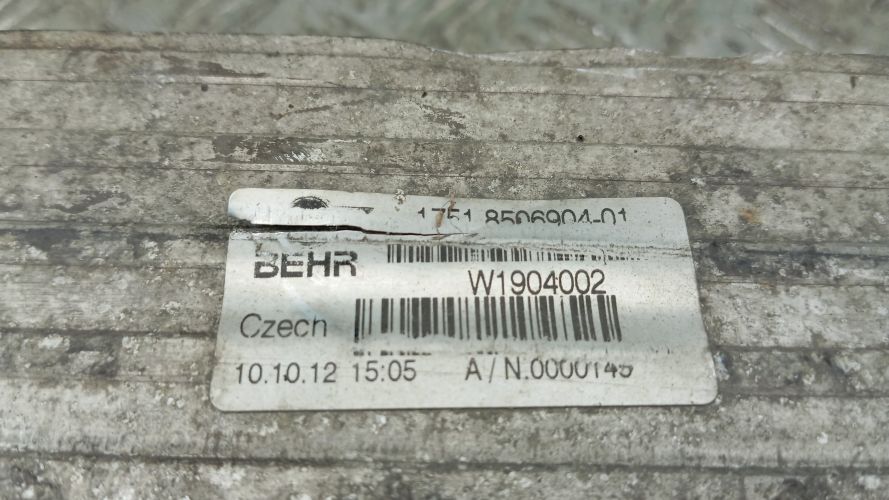 1751 8506904-01
BEHR
W1904002
Czech
10.10.12 15:05 A/N.0000145